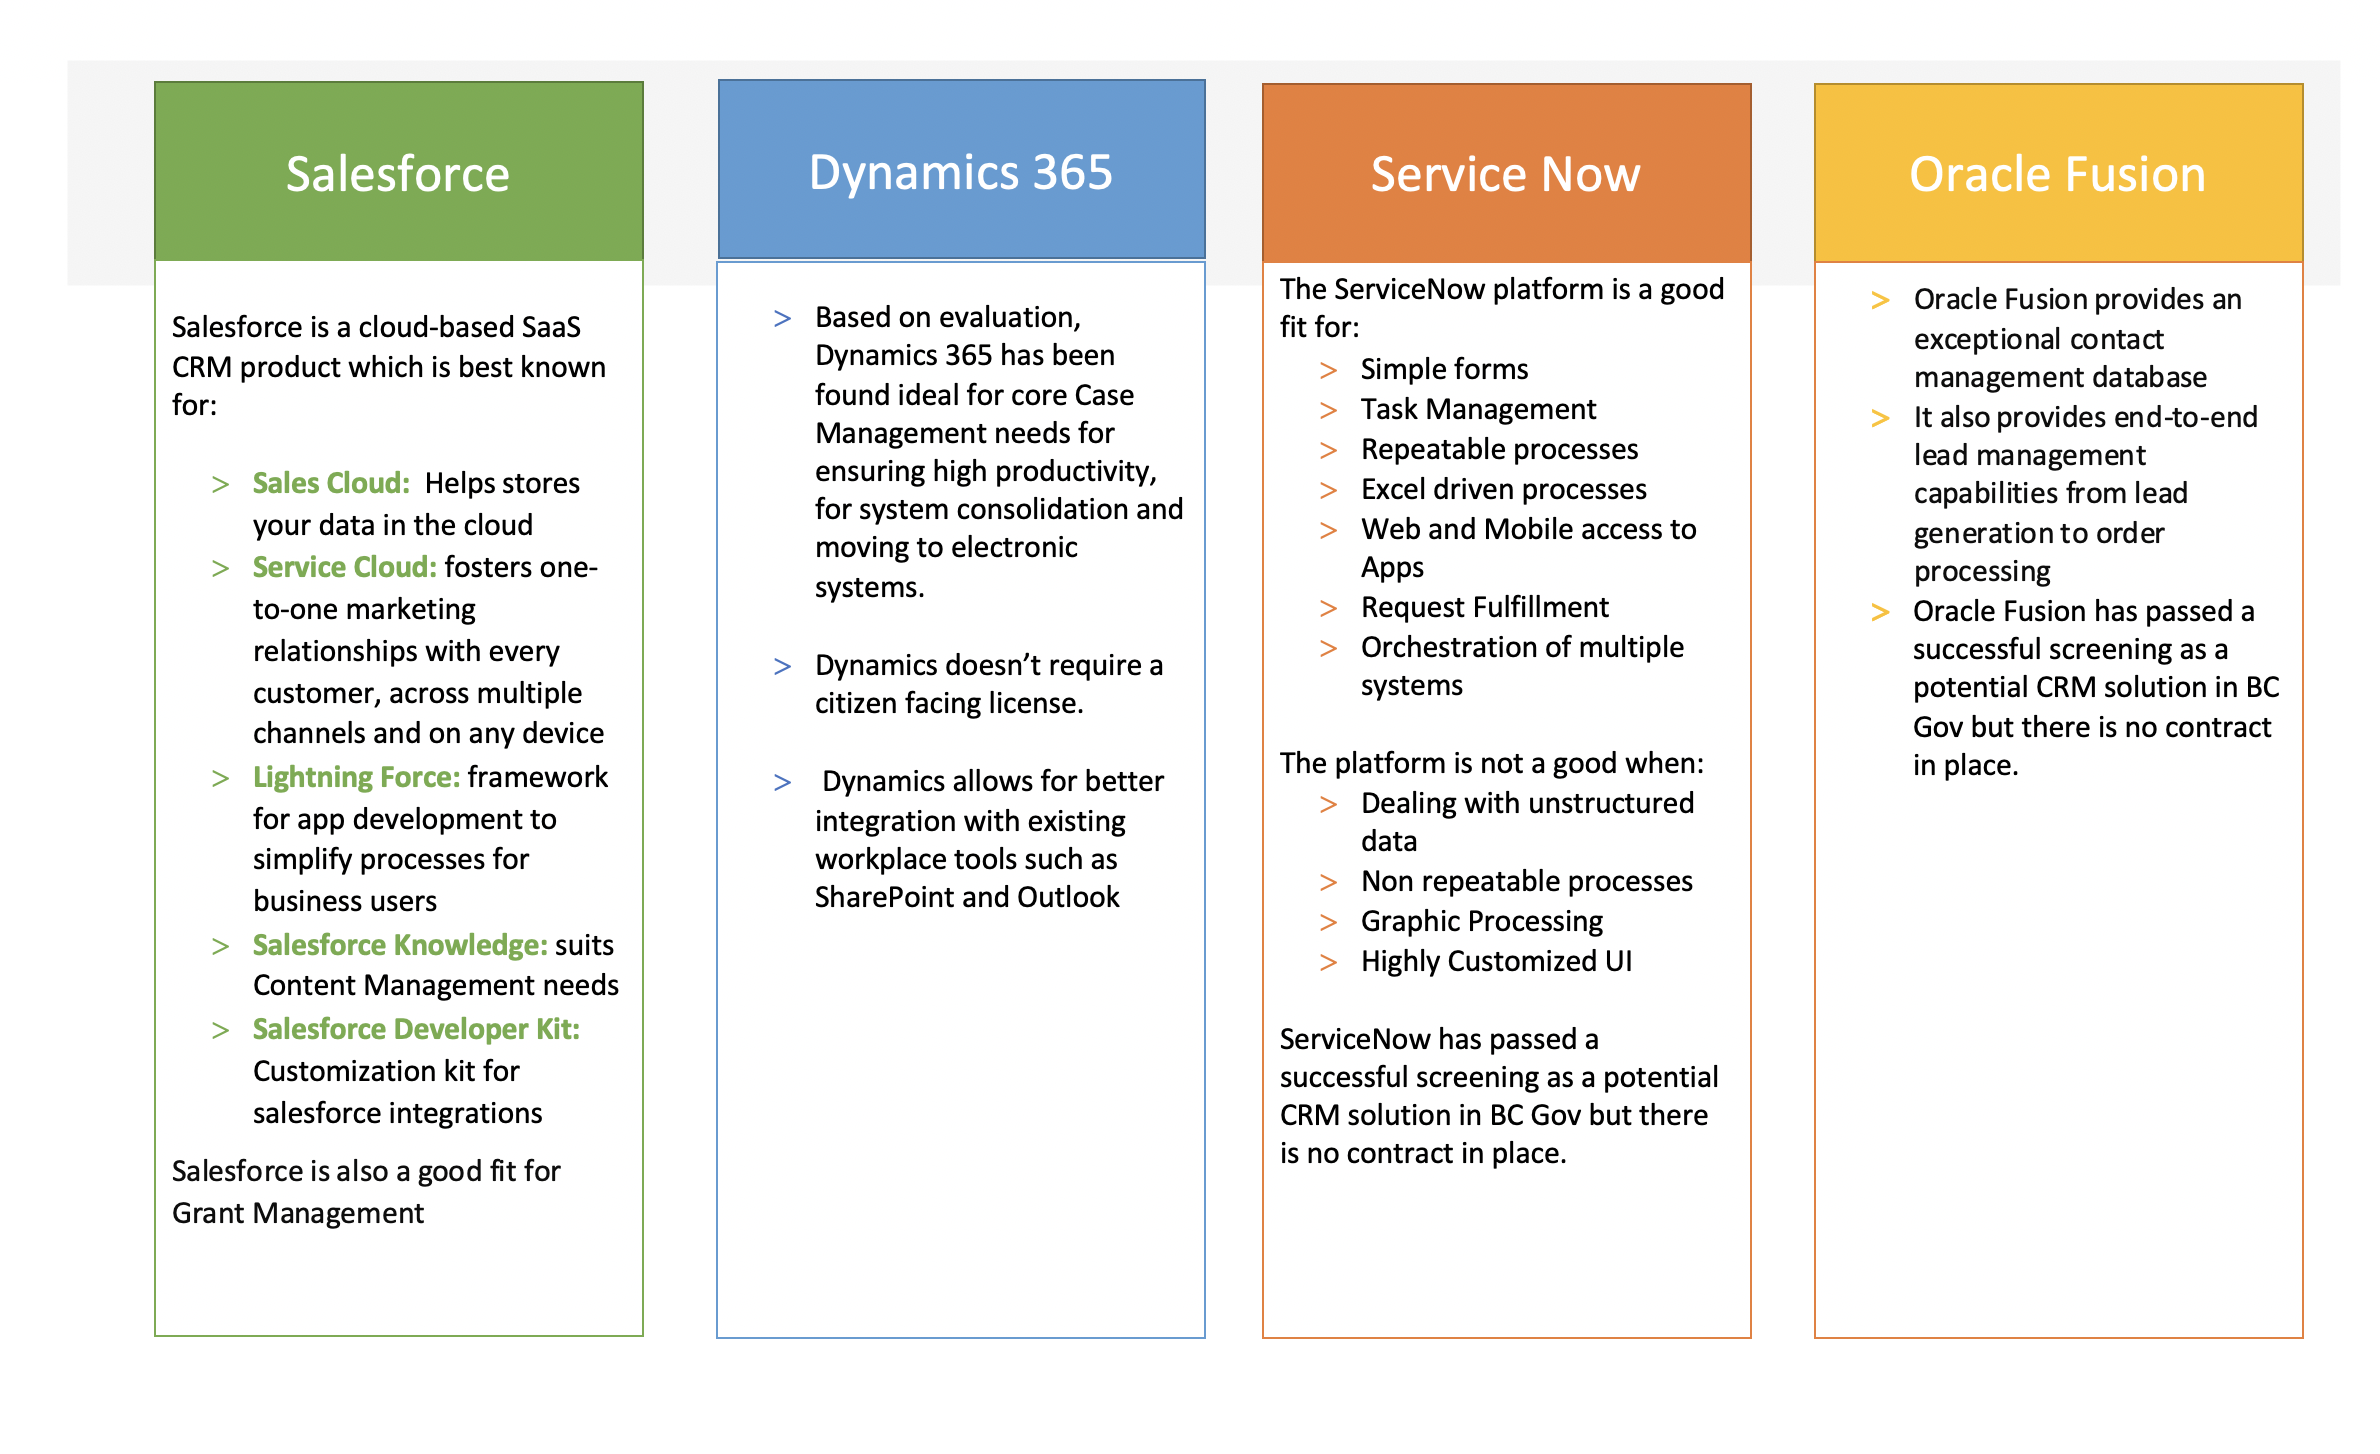 Salesforce
Salesforce is a cloud-based SaaS
CRM product which is best known
for:
> Sales Cloud: Helps stores
your data in the cloud
> Service Cloud: fosters one-
to-one marketing
relationships with every
customer, across multiple
channels and on any device
> Lightning Force: framework
for app development to
simplify processes for
business users
> Salesforce Knowledge: suits
Content Management needs
> Salesforce Developer Kit:
Customization kit for
salesforce integrations
Salesforce is also a good fit for
Grant Management
Dynamics 365
> Based on evaluation,
Dynamics 365 has been
found ideal for core Case
Management needs for
ensuring high productivity,
for system consolidation and
moving to electronic
systems.
> Dynamics doesn’t require a
citizen facing license.
> Dynamics allows for better
integration with existing
workplace tools such as
SharePoint and Outlook
Service Now
The ServiceNow platform is a good
fit for:
> Simple forms
> Task Management
> Repeatable processes
> Excel driven processes
> Web and Mobile access to
Apps
> Request Fulfillment
> Orchestration of multiple
systems
The platform is not a good when:
> Dealing with unstructured
data
> Non repeatable processes
> Graphic Processing
> Highly Customized UI
ServiceNow has passed a
successful screening as a potential
CRM solution in BC Gov but there
is no contract in place.
Oracle Fusion
> Oracle Fusion provides an
exceptional contact
management database
> It also provides end-to-end
lead management
capabilities from lead
generation to order
processing
> Oracle Fusion has passed a
successful screening as a
potential CRM solution in BC
Gov but there is no contract
in place.